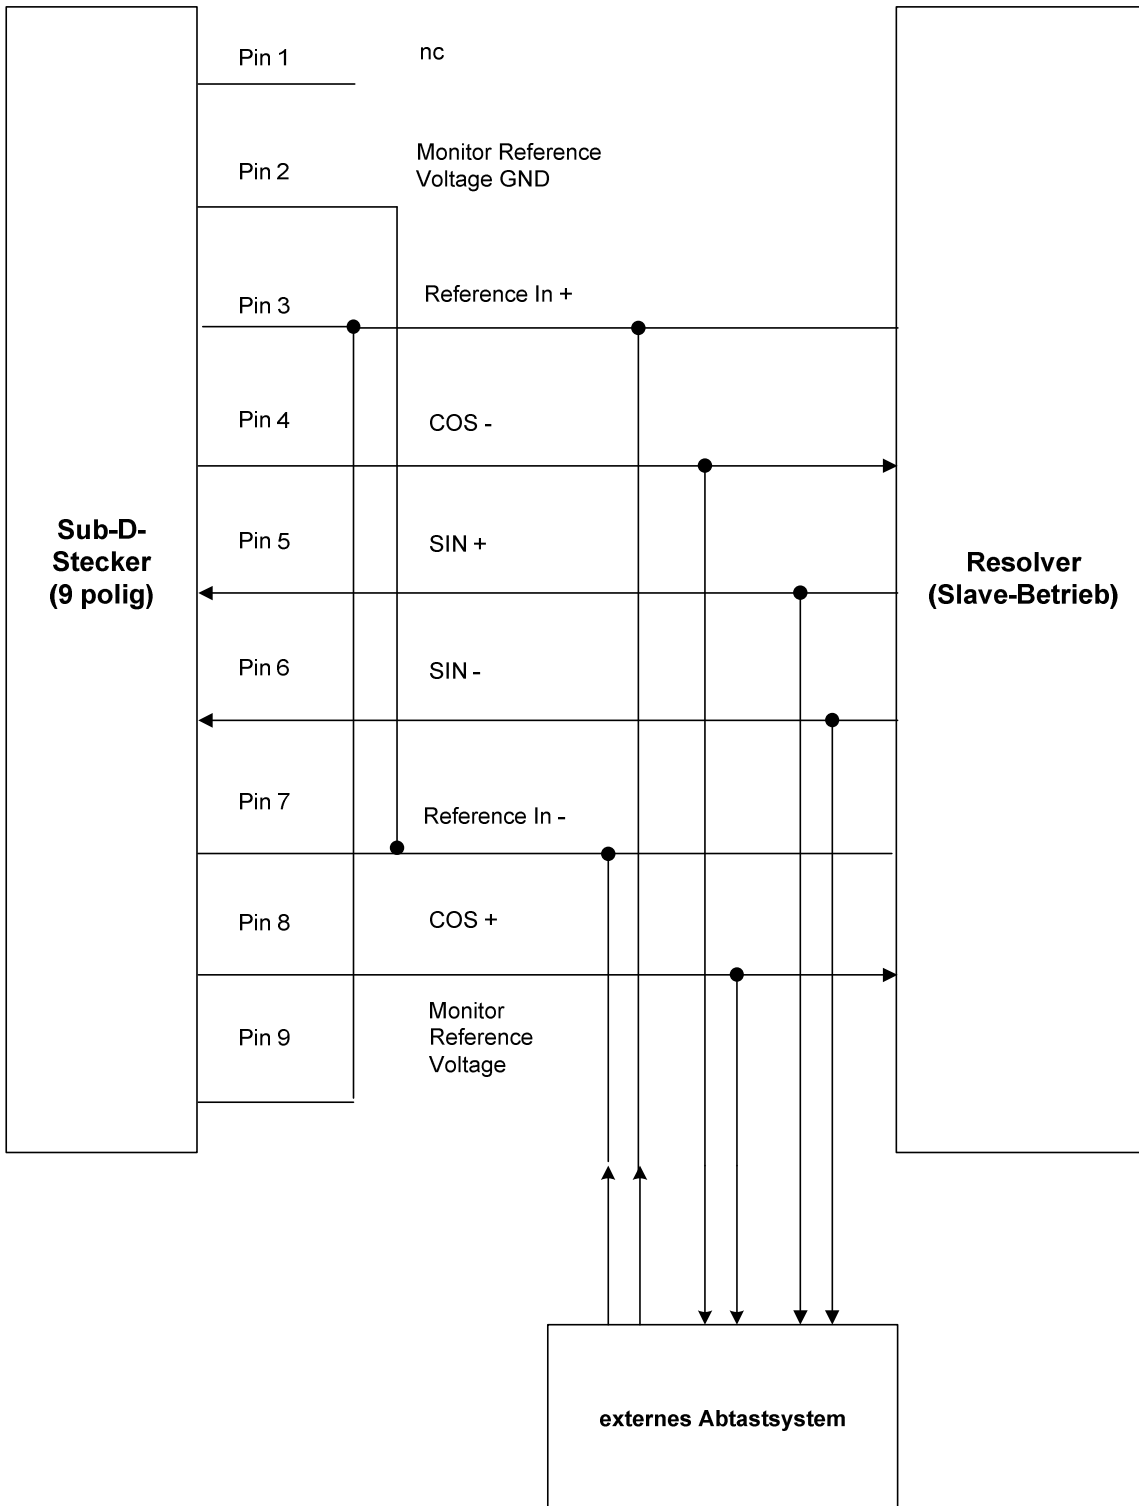 Pin 1
nc
Pin 2
Monitor Reference
Voltage GND
Pin 3
Reference In +
Pin 4
COS -
Sub-D-
Stecker
(9 polig)
Pin 5
SIN +
Resolver
(Slave-Betrieb)
Pin 6
SIN -
Pin 7
Reference In -
Pin 8
COS +
Pin 9
Monitor
Reference
Voltage
externes Abtastsystem